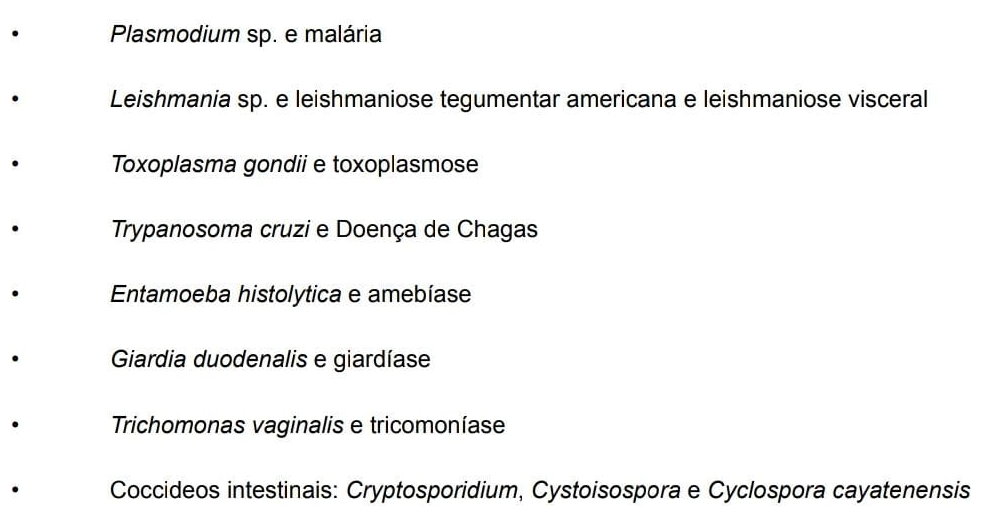 • Plasmodium sp. e malária
• Leishmania sp. e leishmaniose tegumentar americana e leishmaniose visceral
• Toxoplasma gondii e toxoplasmose
• Trypanosoma cruzi e Doença de Chagas
• Entamoeba histolytica e amebíase
• Giardia duodenalis e giardíase
• Trichomonas vaginalis e tricomoníase
• Coccideos intestinais: Cryptosporidium, Cystoisospora e Cyclospora cayatenensis